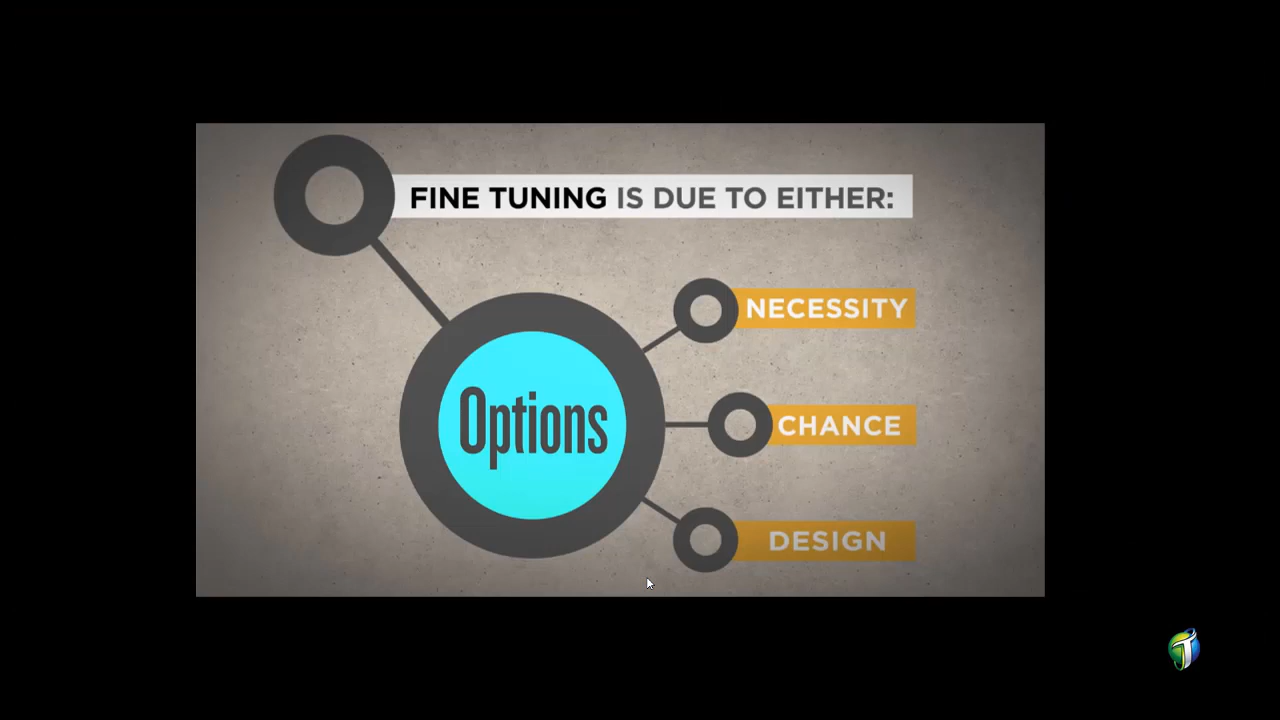 FINE TUNING IS DUE TO EITHER:
NECESSITY
Options
CHANCE
DESIGN